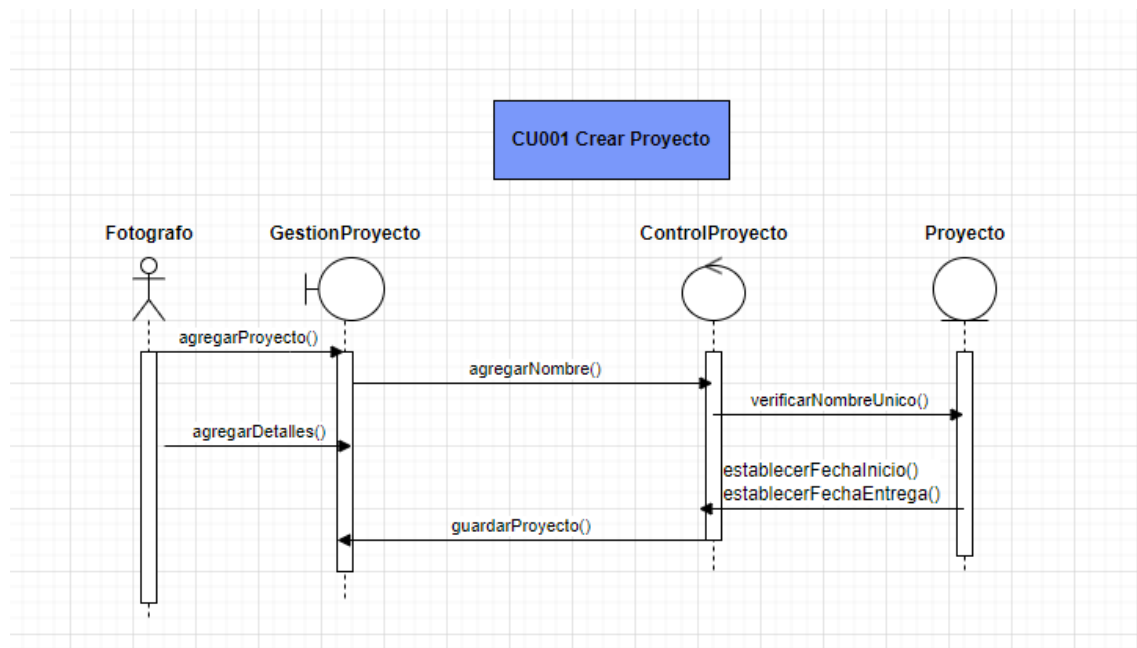 CU001 Crear Proyecto
Fotografo
GestionProyecto
ControlProyecto
Proyecto
agregarProyecto()
agregarNombre()
verificarNombreUnico()
agregarDetalles()
establecerFechaInicio()
establecerFechaEntrega()
guardarProyecto()